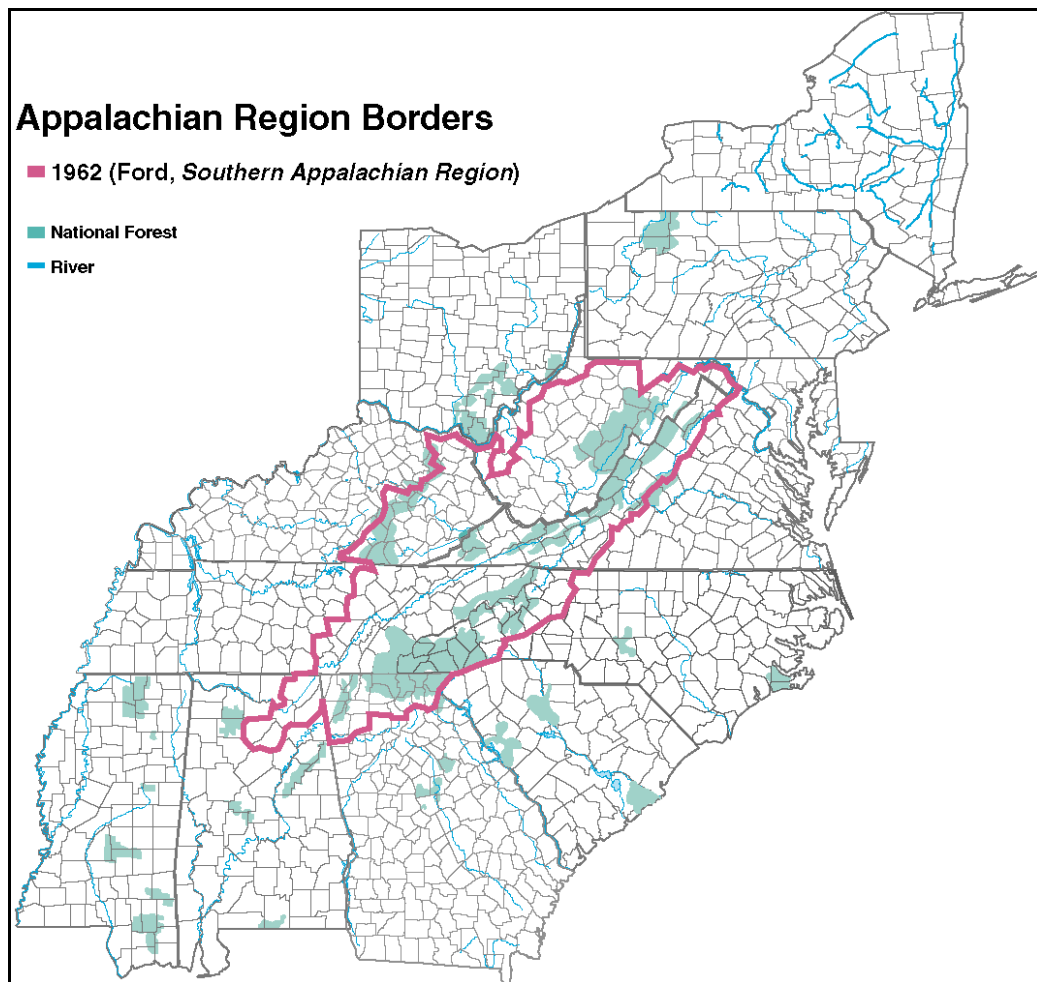 Appalachian Region Borders
1962 (Ford, Southern Appalachian Region)
National Forest
River